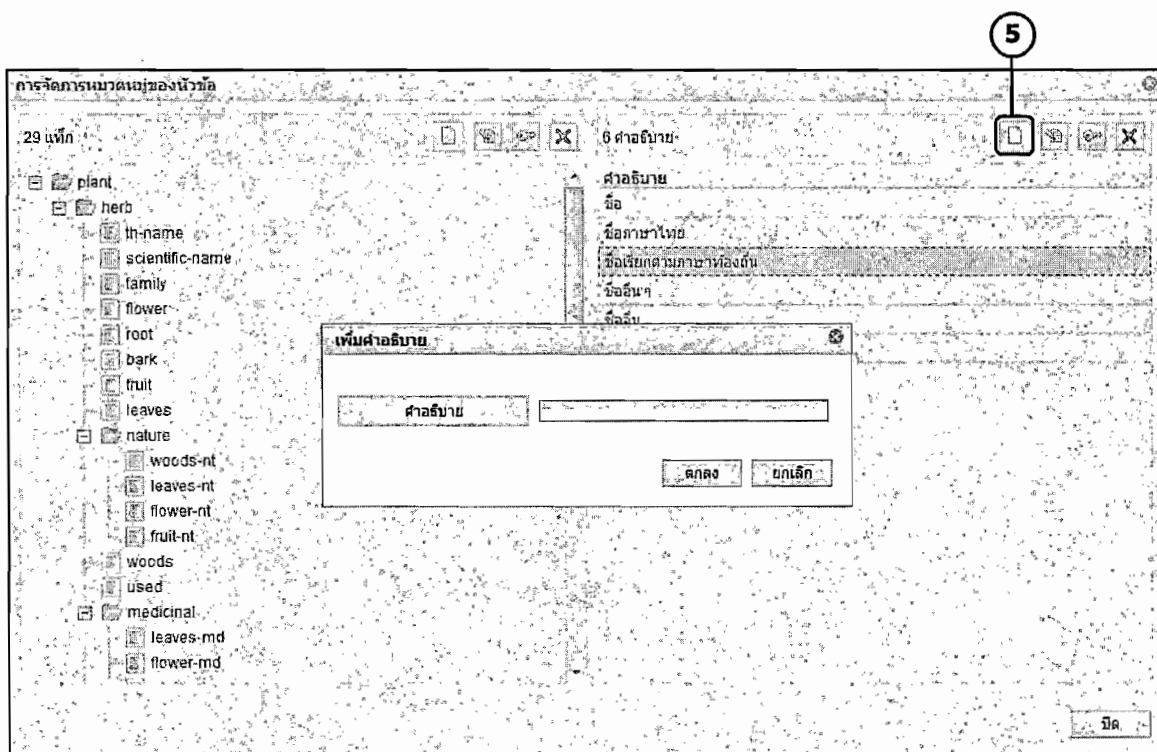 5
การจัดการหมวดหมู่ของหัวข้อ
29 แท็ก
plant
herb
th-name
scientific-name
family
flower
root
bark
fruit
leaves
nature
woods-nt
leaves-nt
flower-nt
fruit-nt
woods
used
medicinal
leaves-md
flower-md
6 คำอธิบาย
คำอธิบาย
ชื่อ
ชื่อภาษาไทย
ชื่อเรียกตามภาษาท้องถิ่น
ชื่ออื่นๆ
ชื่ออื่น
เพิ่มคำอธิบาย
คำอธิบาย
ตกลง
ยกเลิก
ปิด